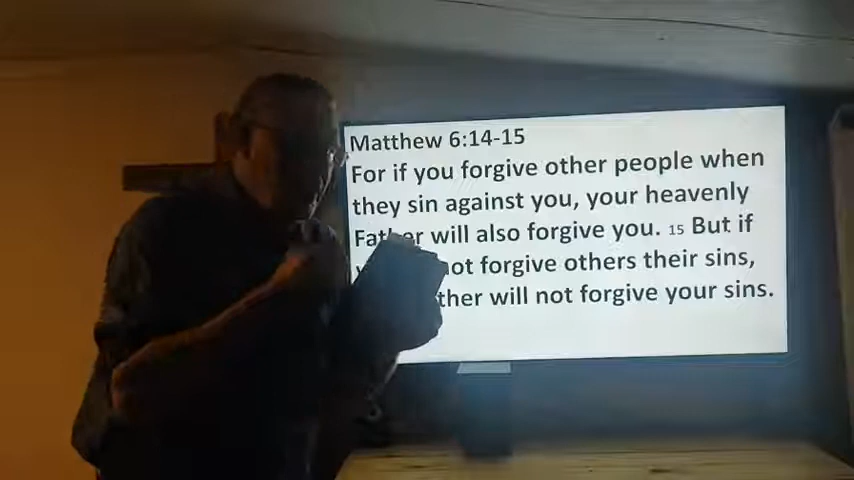 Matthew 6:14-15
For if you forgive other people when
they sin against you, your heavenly
will also forgive you. 15 But if
not forgive others their sins,
will not forgive your sins.